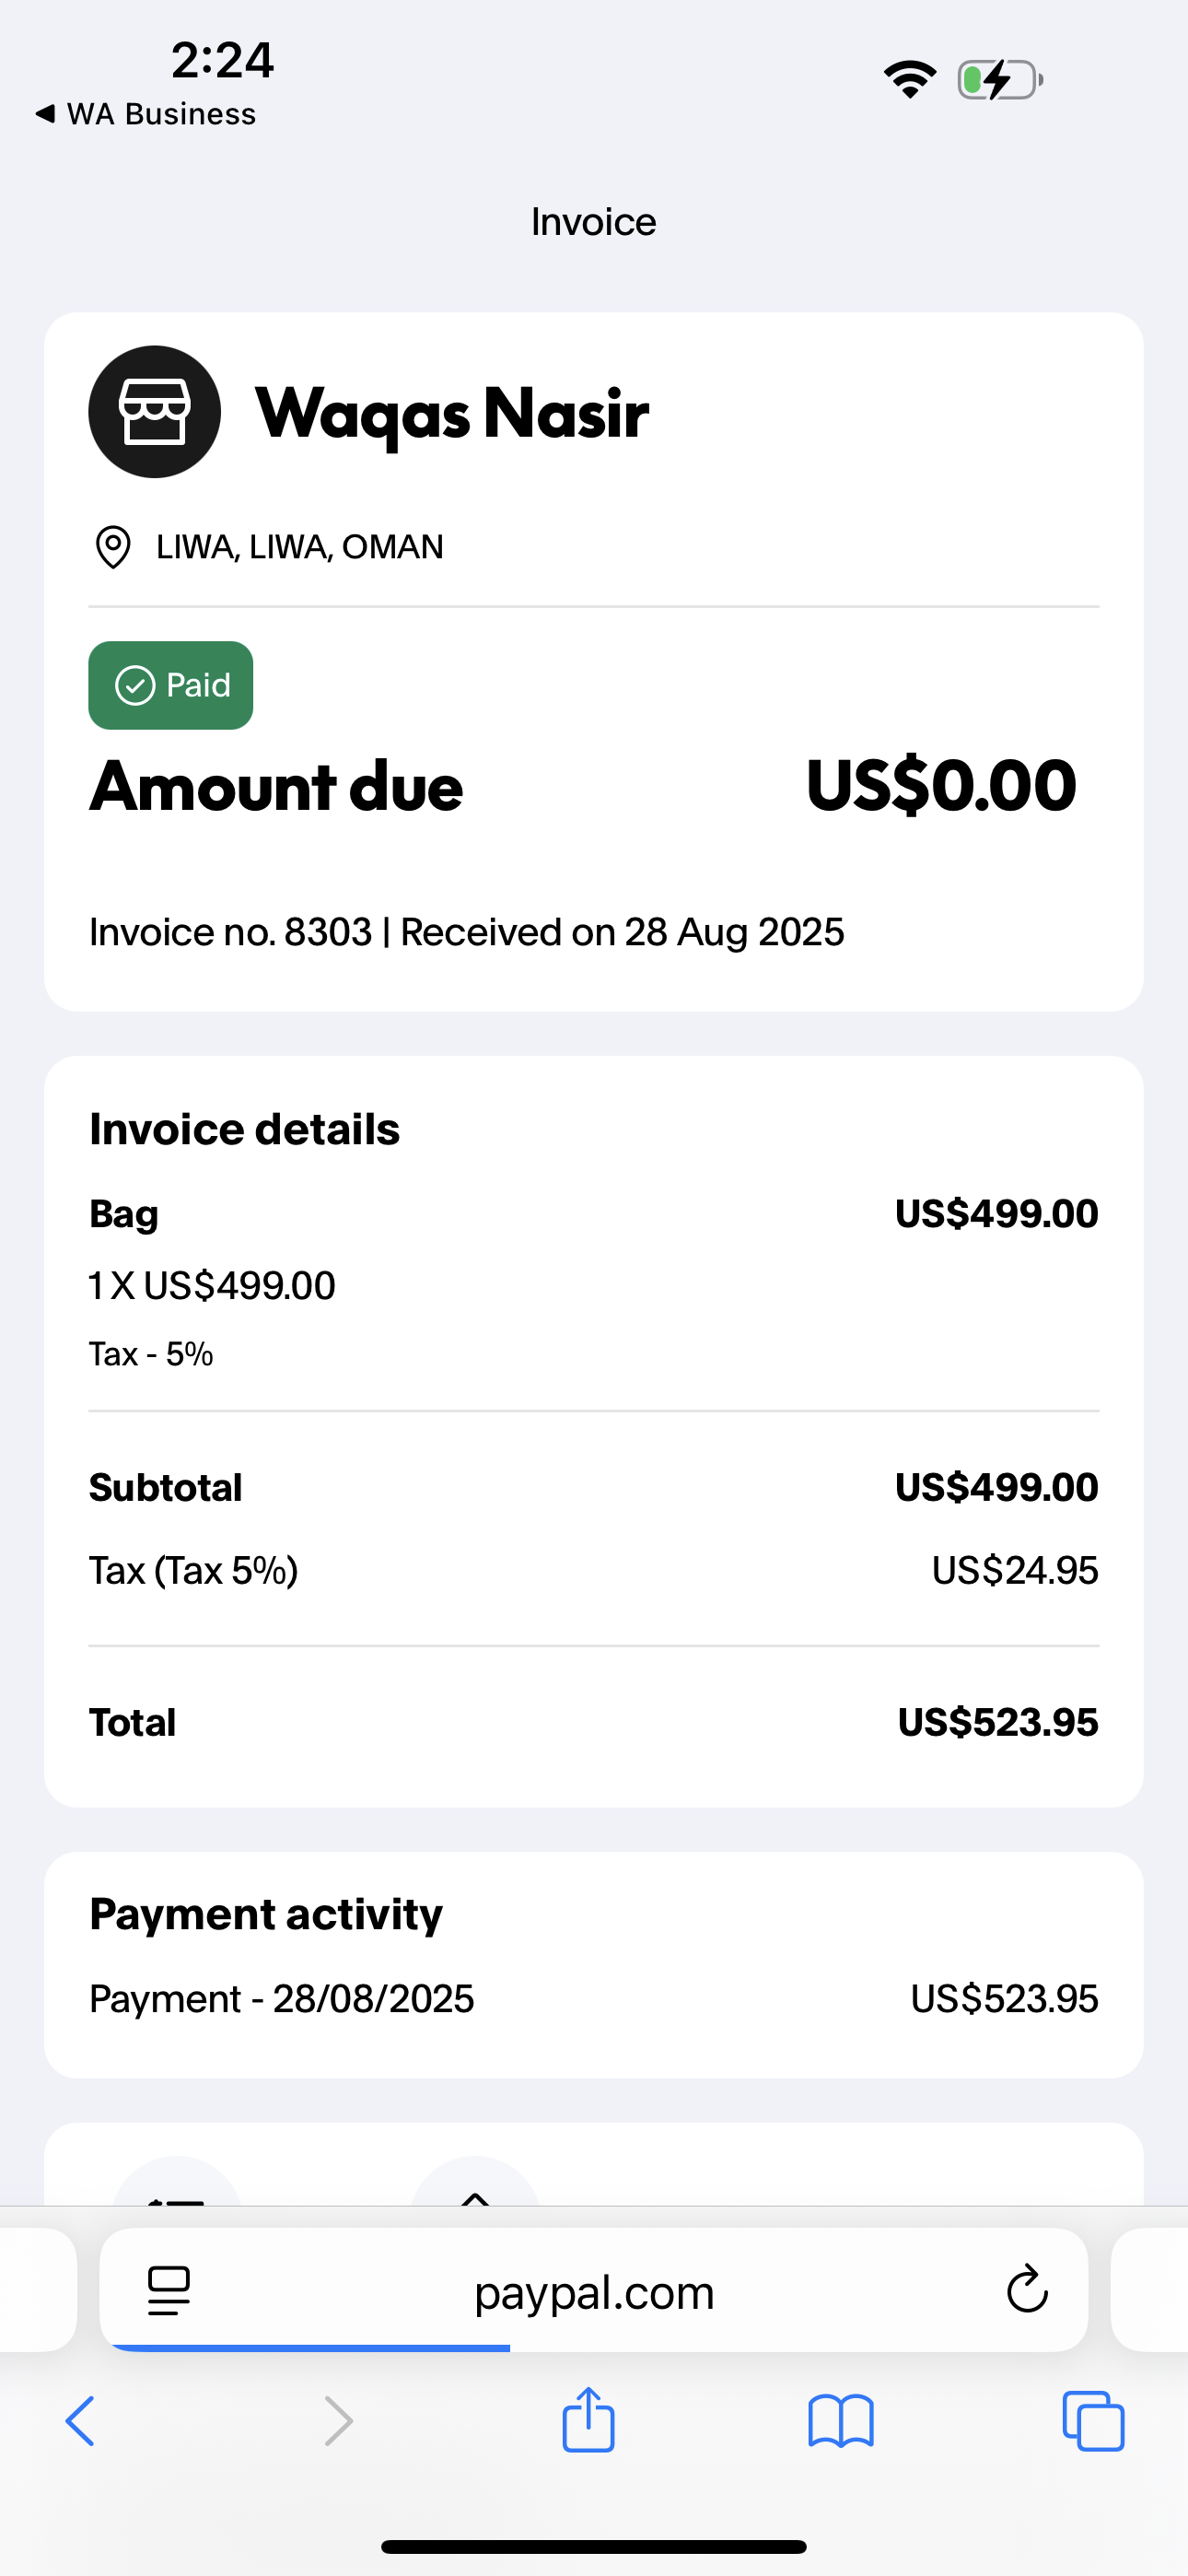 2:24
◀ WA Business
Invoice
Waqas Nasir
LIWA, LIWA, OMAN
Paid
Amount due US$0.00
Invoice no. 8303 | Received on 28 Aug 2025
Invoice details
Bag US$499.00
1 X US$499.00
Tax - 5%
Subtotal US$499.00
Tax (Tax 5%) US$24.95
Total US$523.95
Payment activity
Payment - 28/08/2025 US$523.95
paypal.com